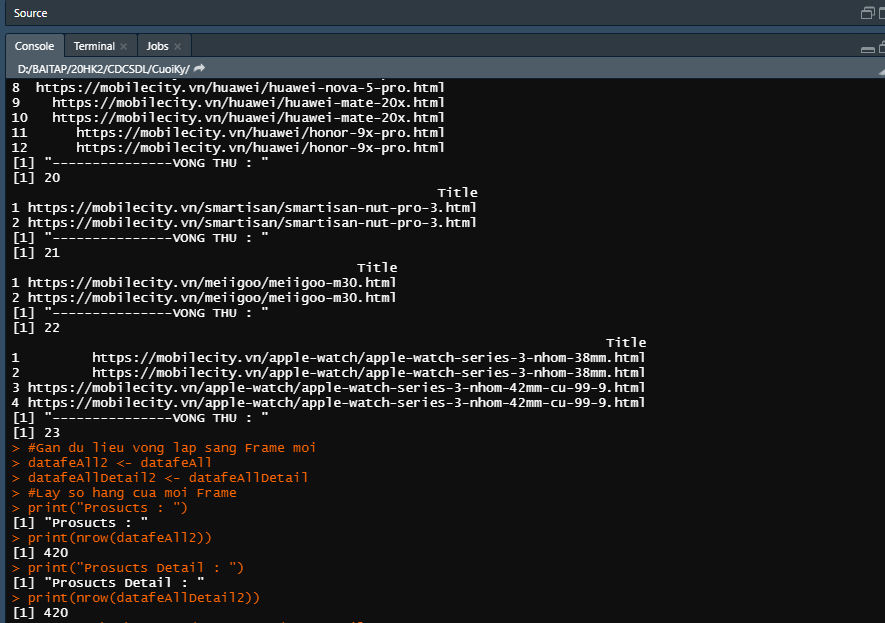 Source
Console Terminal × Jobs ×
D:/BAITAP/20HK2/CDCSDL/CuoiKy/
8 https://mobilecity.vn/huawei/huawei-nova-5-pro.html
9 https://mobilecity.vn/huawei/huawei-mate-20x.html
10 https://mobilecity.vn/huawei/huawei-mate-20x.html
11 https://mobilecity.vn/huawei/honor-9x-pro.html
12 https://mobilecity.vn/huawei/honor-9x-pro.html
[1] "---------------VONG THU : "
[1] 20
Title
1 https://mobilecity.vn/smartisan/smartisan-nut-pro-3.html
2 https://mobilecity.vn/smartisan/smartisan-nut-pro-3.html
[1] "---------------VONG THU : "
[1] 21
Title
1 https://mobilecity.vn/meiigoo/meiigoo-m30.html
2 https://mobilecity.vn/meiigoo/meiigoo-m30.html
[1] "---------------VONG THU : "
[1] 22
Title
1 https://mobilecity.vn/apple-watch/apple-watch-series-3-nhom-38mm.html
2 https://mobilecity.vn/apple-watch/apple-watch-series-3-nhom-38mm.html
3 https://mobilecity.vn/apple-watch/apple-watch-series-3-nhom-42mm-cu-99-9.html
4 https://mobilecity.vn/apple-watch/apple-watch-series-3-nhom-42mm-cu-99-9.html
[1] "---------------VONG THU : "
[1] 23
> #Gan du lieu vong lap sang Frame moi
> datafeAll2 <- datafeAll
> datafeAllDetail2 <- datafeAllDetail
> #Lay so hang cua moi Frame
> print("Prosucts : ")
[1] "Prosucts : "
> print(nrow(datafeAll2))
[1] 420
> print("Prosucts Detail : ")
[1] "Prosucts Detail : "
> print(nrow(datafeAllDetail2))
[1] 420